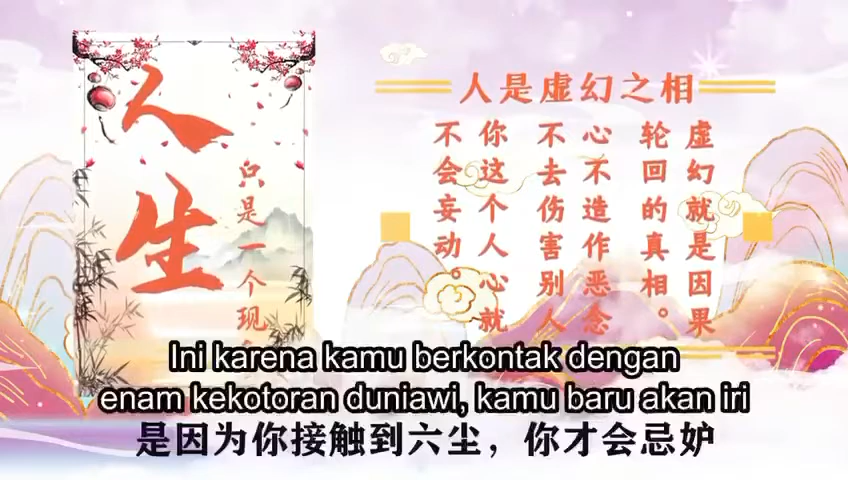 人生
只是一个现
人是虚幻之相
虚幻就是因果
轮回的真相。
心不造作恶念
不去伤害别人
你这个人心就
不会妄动。
Ini karena kamu berkontak dengan
enam kekotoran duniawi, kamu baru akan iri
是因为你接触到六尘，你才会忌妒